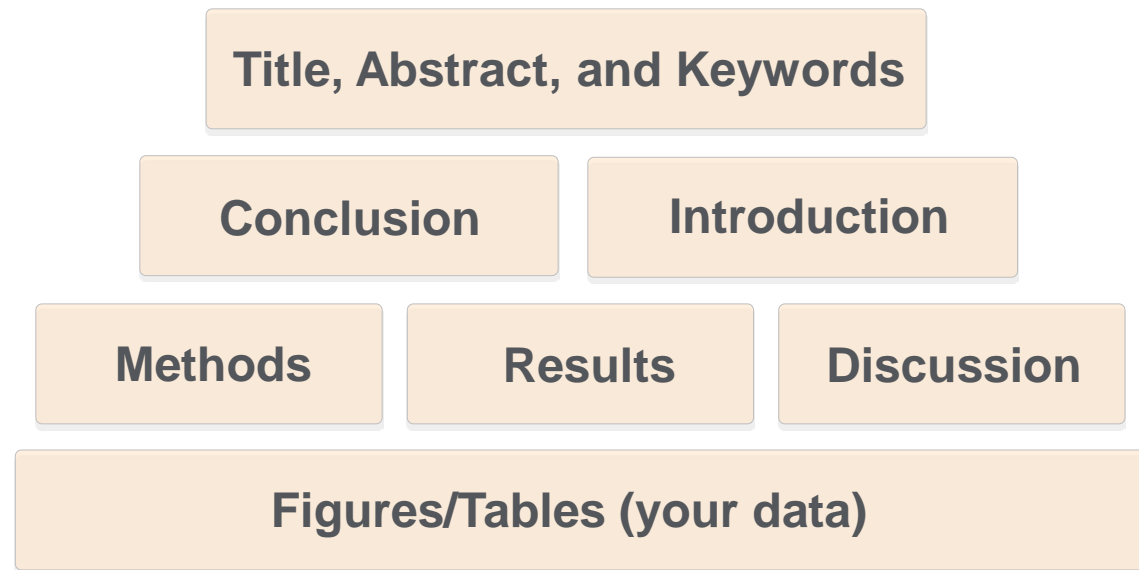 Title, Abstract, and Keywords
Conclusion
Introduction
Methods
Results
Discussion
Figures/Tables (your data)